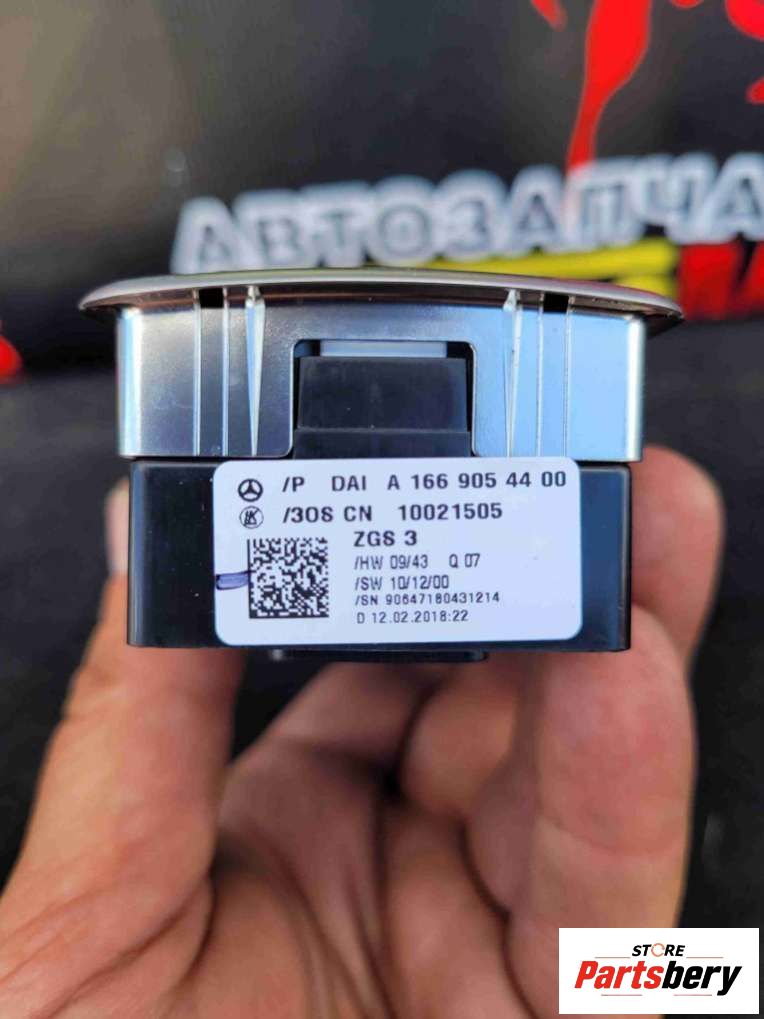 АВТОЗАПЧА
/P DAI A 166 905 44 00
/3OS CN 10021505
ZGS 3
/HW 09/43 Q 07
/SW 10/12/00
/SN 90647180431214
D 12.02.2018:22
STORE
Partsbery